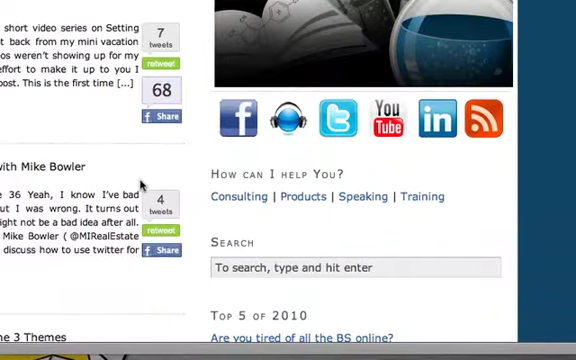 short video series on Setting
t back from my mini vacation
os weren't showing up for my
effort to make it up to you I
post. This is the first time [...]
7
tweets
retweet
68
f Share
with Mike Bowler
e 36 Yeah, I know I've bad
ut I was wrong. It turns out
ight not be a bad idea after all.
Mike Bowler ( @MIRealEstate
discuss how to use twitter for
4
tweets
retweet
f Share
ne 3 Themes
f
t
You
Tube
in
How can I help You?
Consulting | Products | Speaking | Training
Search
To search, type and hit enter
Top 5 of 2010
Are you tired of all the BS online?